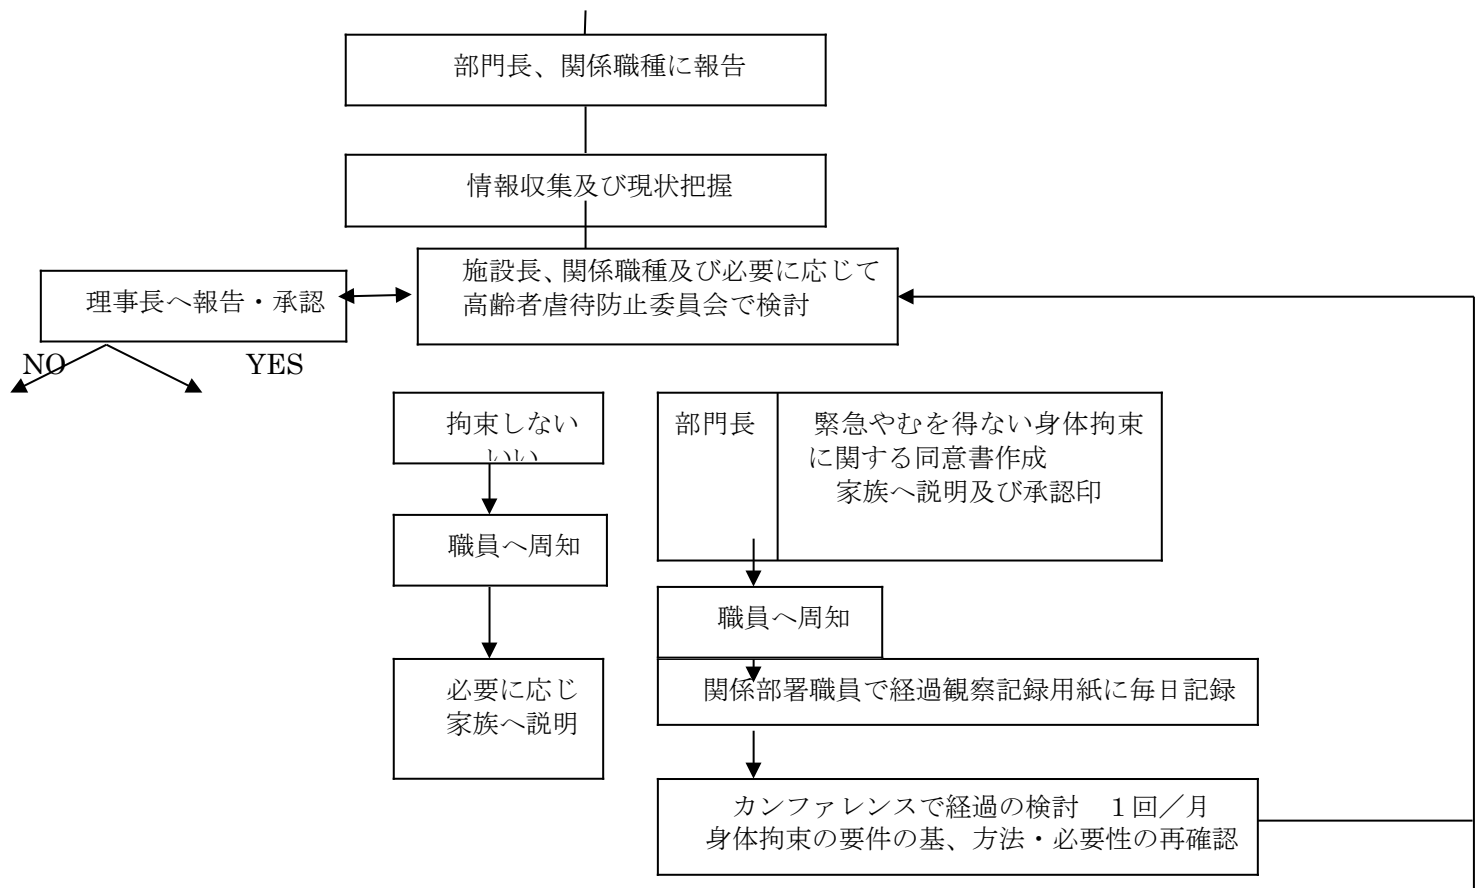 部門長、関係職種に報告
情報収集及び現状把握
施設長、関係職種及び必要に応じて
高齢者虐待防止委員会で検討
理事長へ報告・承認
NO
YES
拘束しない
部門長
緊急やむを得ない身体拘束
に関する同意書作成
家族へ説明及び承認印
職員へ周知
職員へ周知
必要に応じ
家族へ説明
関係部署職員で経過観察記録用紙に毎日記録
カンファレンスで経過の検討　１回／月
身体拘束の要件の基、方法・必要性の再確認